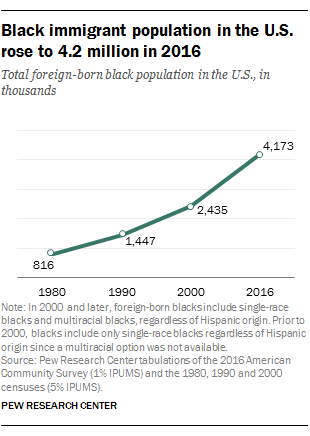 Black immigrant population in the U.S.
rose to 4.2 million in 2016
Total foreign-born black population in the U.S., in
thousands
4,173
2,435
1,447
816
1980 1990 2000 2016
Note: In 2000 and later, foreign-born blacks include single-race
blacks and multiracial blacks, regardless of Hispanic origin. Prior to
2000, blacks include only single-race blacks regardless of Hispanic
origin since a multiracial option was not available.
Source: Pew Research Center tabulations of the 2016 American
Community Survey (1% IPUMS) and the 1980, 1990 and 2000
censuses (5% IPUMS).
PEW RESEARCH CENTER